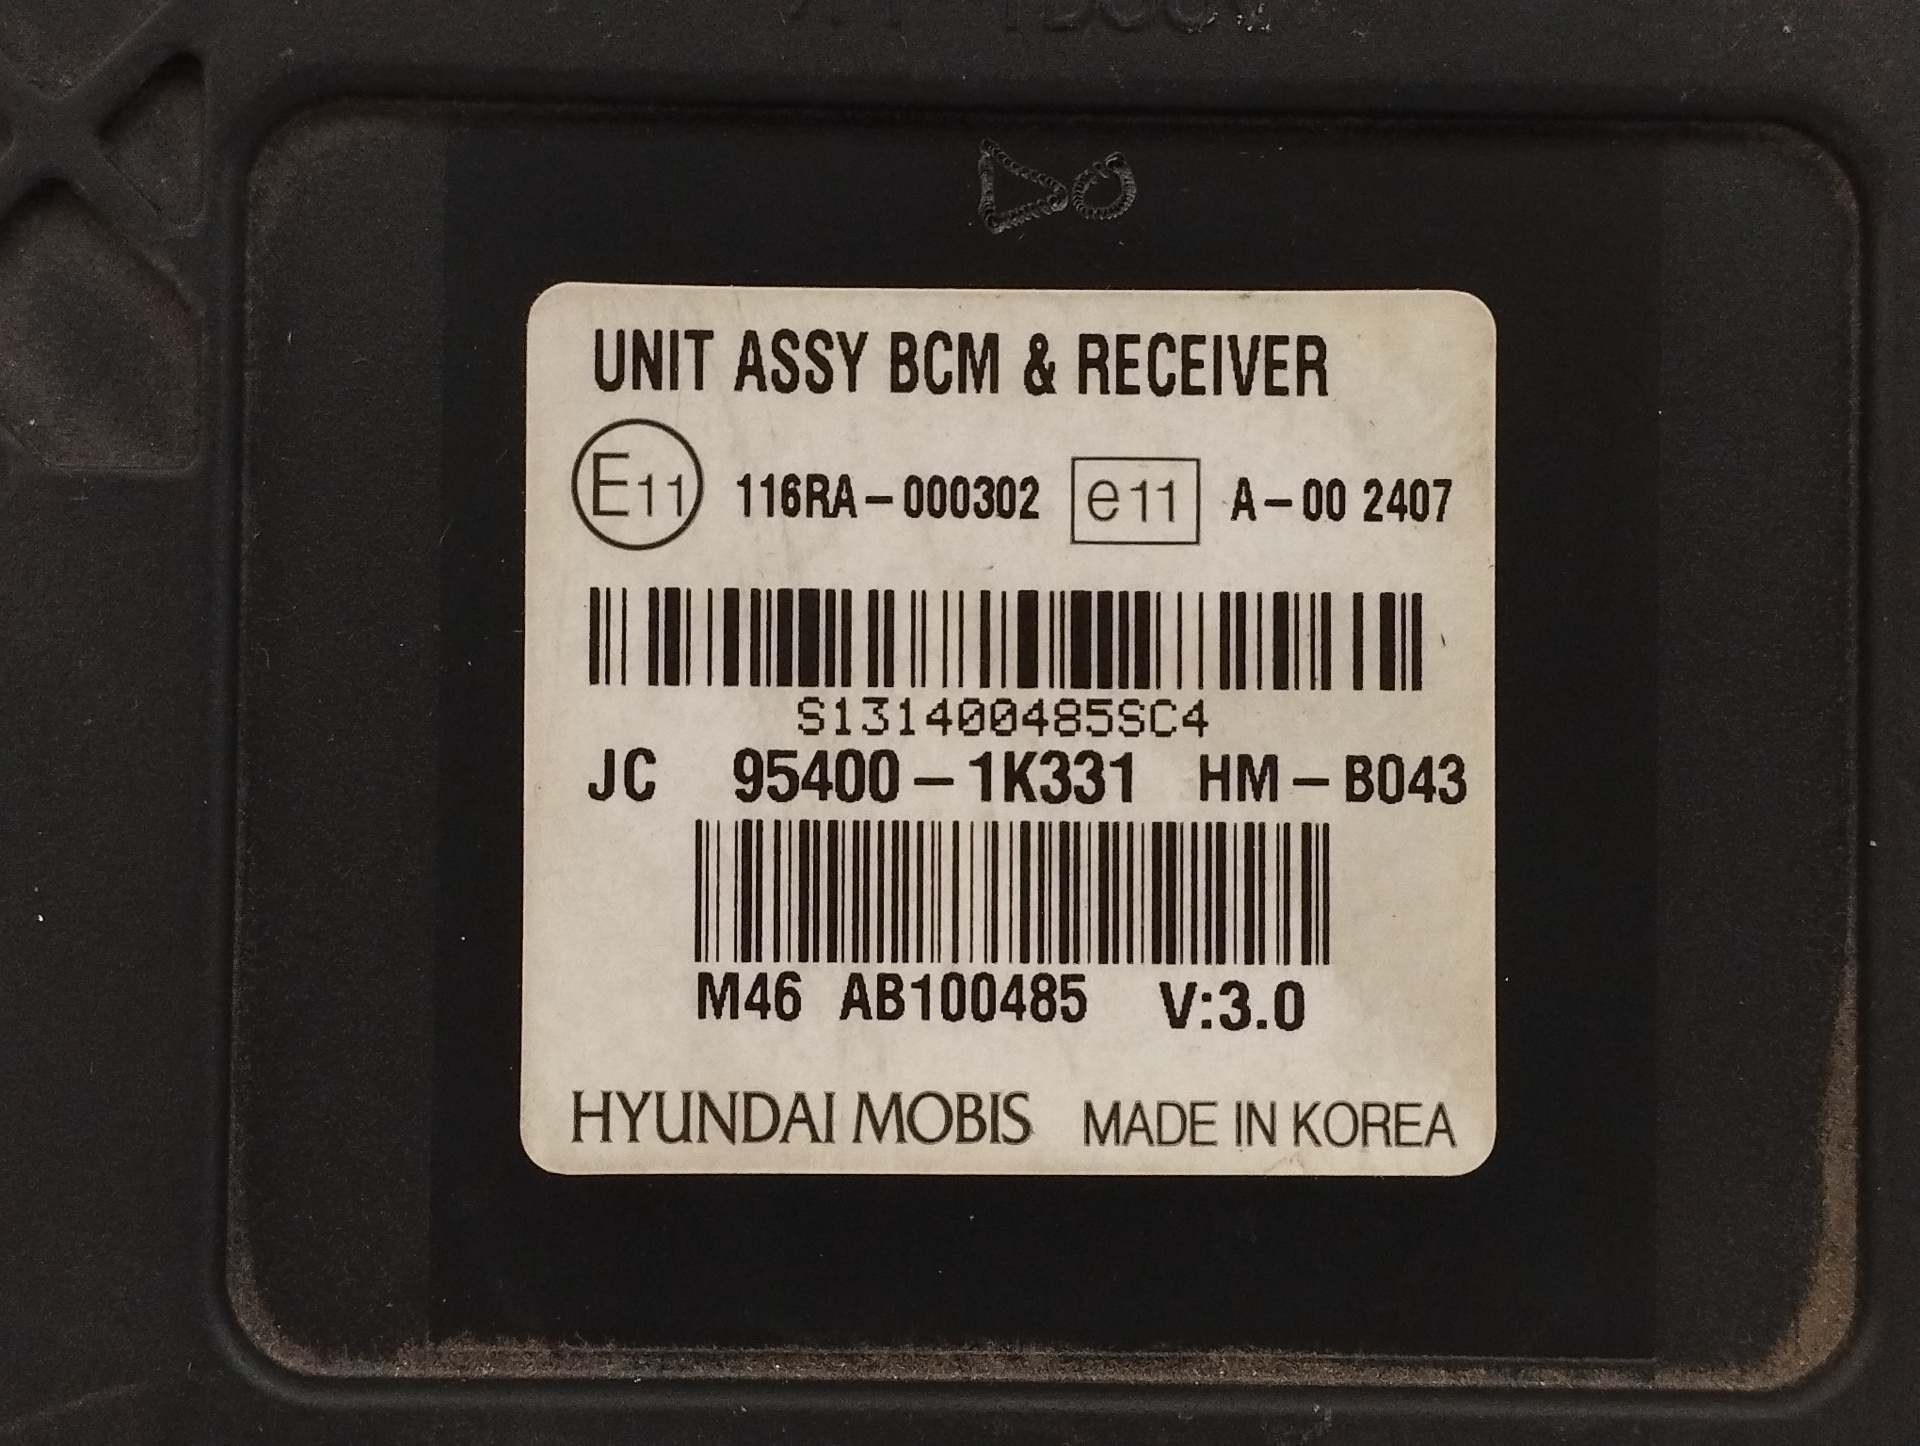 UNIT ASSY BCM & RECEIVER
E11 116RA-000302 e11 A-00 2407
S131400485SC4
JC 95400-1K331 HM-B043
M46 AB100485 V:3.0
HYUNDAI MOBIS MADE IN KOREA